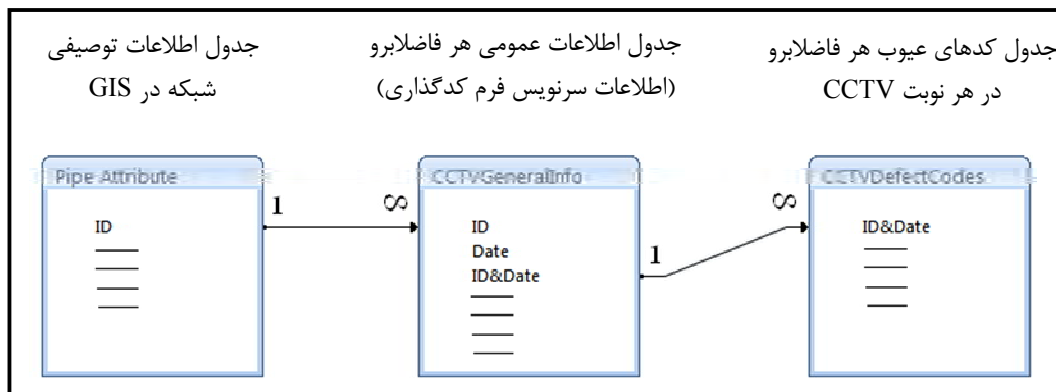 جدول کدهای عیوب هر فاضلابرو
در هر نوبت CCTV
جدول اطلاعات عمومی هر فاضلابرو
(اطلاعات سرنویس فرم کدگذاری)
جدول اطلاعات توصیفی
شبکه در GIS
Pipe Attribute
ID
1
∞
CCTVGeneralInfo
ID
Date
ID&Date
1
∞
CCTVDefectCodes
ID&Date